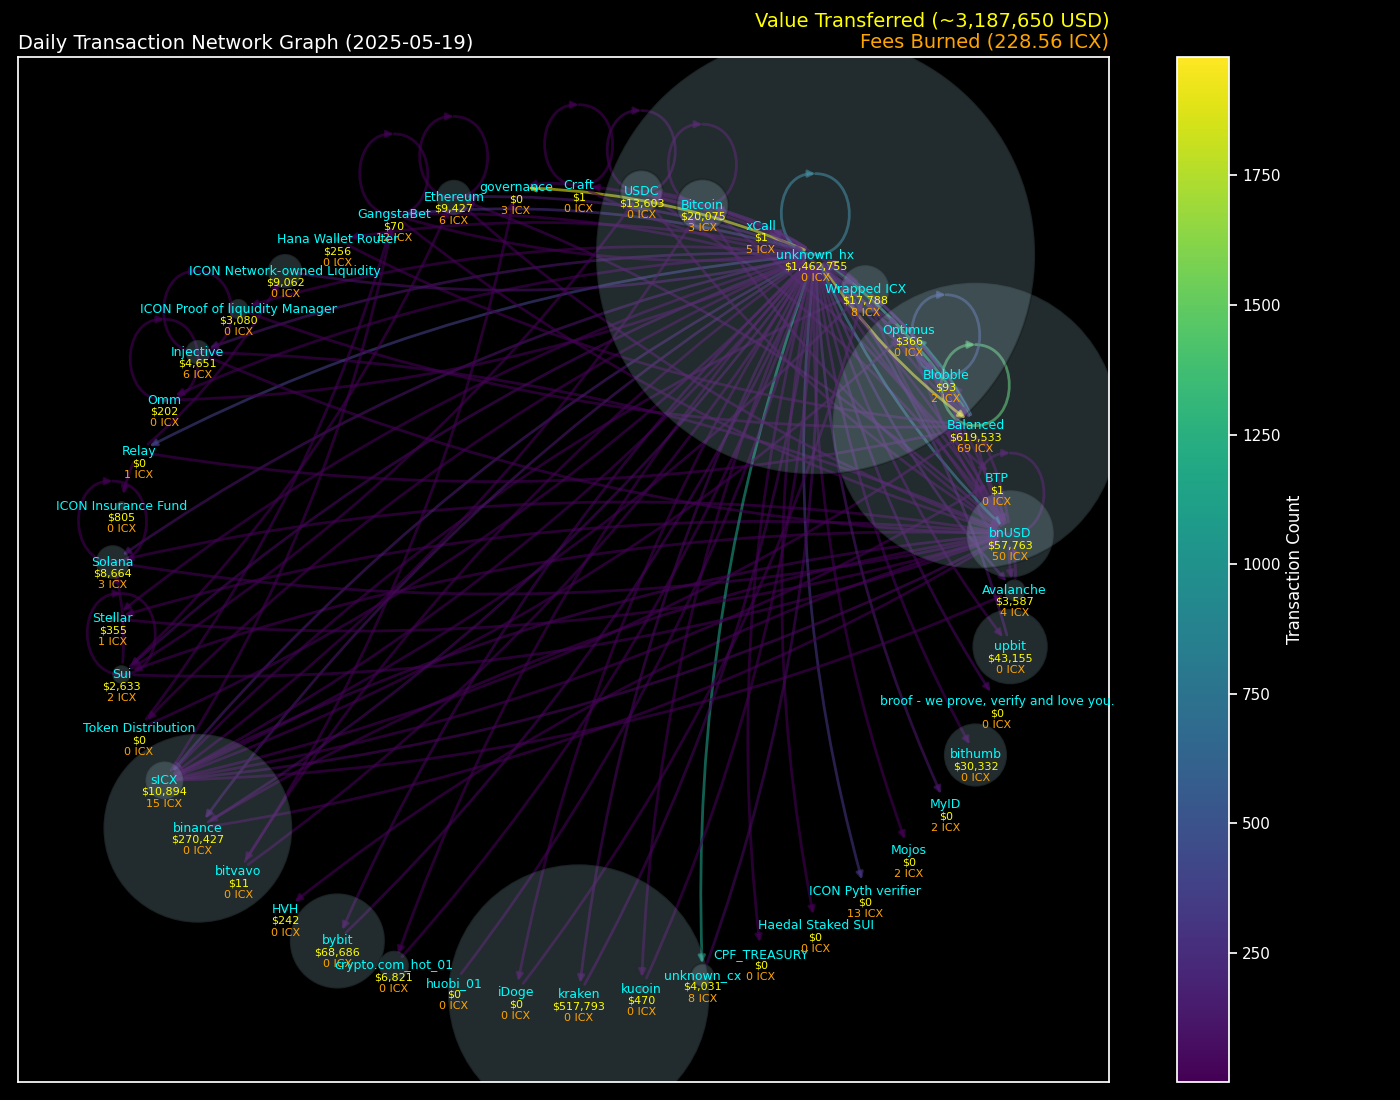 Value Transferred (~3,187,650 USD)
Daily Transaction Network Graph (2025-05-19)
Fees Burned (228.56 ICX)
governance
$0
3 ICX
Craft
$1
0 ICX
Ethereum
$9,427
6 ICX
USDC
$13,603
0 ICX
Bitcoin
$20,075
3 ICX
GangstaBet
$70
12 ICX
xCall
$1
5 ICX
Hana Wallet Router
$256
0 ICX
unknown_hx
$1,462,755
0 ICX
ICON Network-owned Liquidity
$9,062
0 ICX
Wrapped ICX
$17,788
8 ICX
ICON Proof of liquidity Manager
$3,080
0 ICX
Optimus
$366
0 ICX
Injective
$4,651
6 ICX
Blobble
$93
2 ICX
Omm
$202
0 ICX
Balanced
$619,533
69 ICX
Relay
$0
1 ICX
BTP
$1
0 ICX
ICON Insurance Fund
$805
0 ICX
bnUSD
$57,763
50 ICX
Solana
$8,664
3 ICX
Avalanche
$3,587
4 ICX
Stellar
$355
1 ICX
upbit
$43,155
0 ICX
Sui
$2,633
2 ICX
broof - we prove, verify and love you.
$0
0 ICX
Token Distribution
$0
0 ICX
bithumb
$30,332
0 ICX
sICX
$10,894
15 ICX
MyID
$0
2 ICX
binance
$270,427
0 ICX
Mojos
$0
2 ICX
bitvavo
$11
0 ICX
ICON Pyth verifier
$0
13 ICX
HVH
$242
0 ICX
Haedal Staked SUI
$0
0 ICX
bybit
$68,686
0 ICX
CPF_TREASURY
$0
0 ICX
Crypto.com_hot_01
$6,821
0 ICX
unknown_cx
$4,031
8 ICX
huobi_01
$0
0 ICX
kucoin
$470
0 ICX
iDoge
$0
0 ICX
kraken
$517,793
0 ICX
1750
1500
1250
1000
750
500
250
Transaction Count